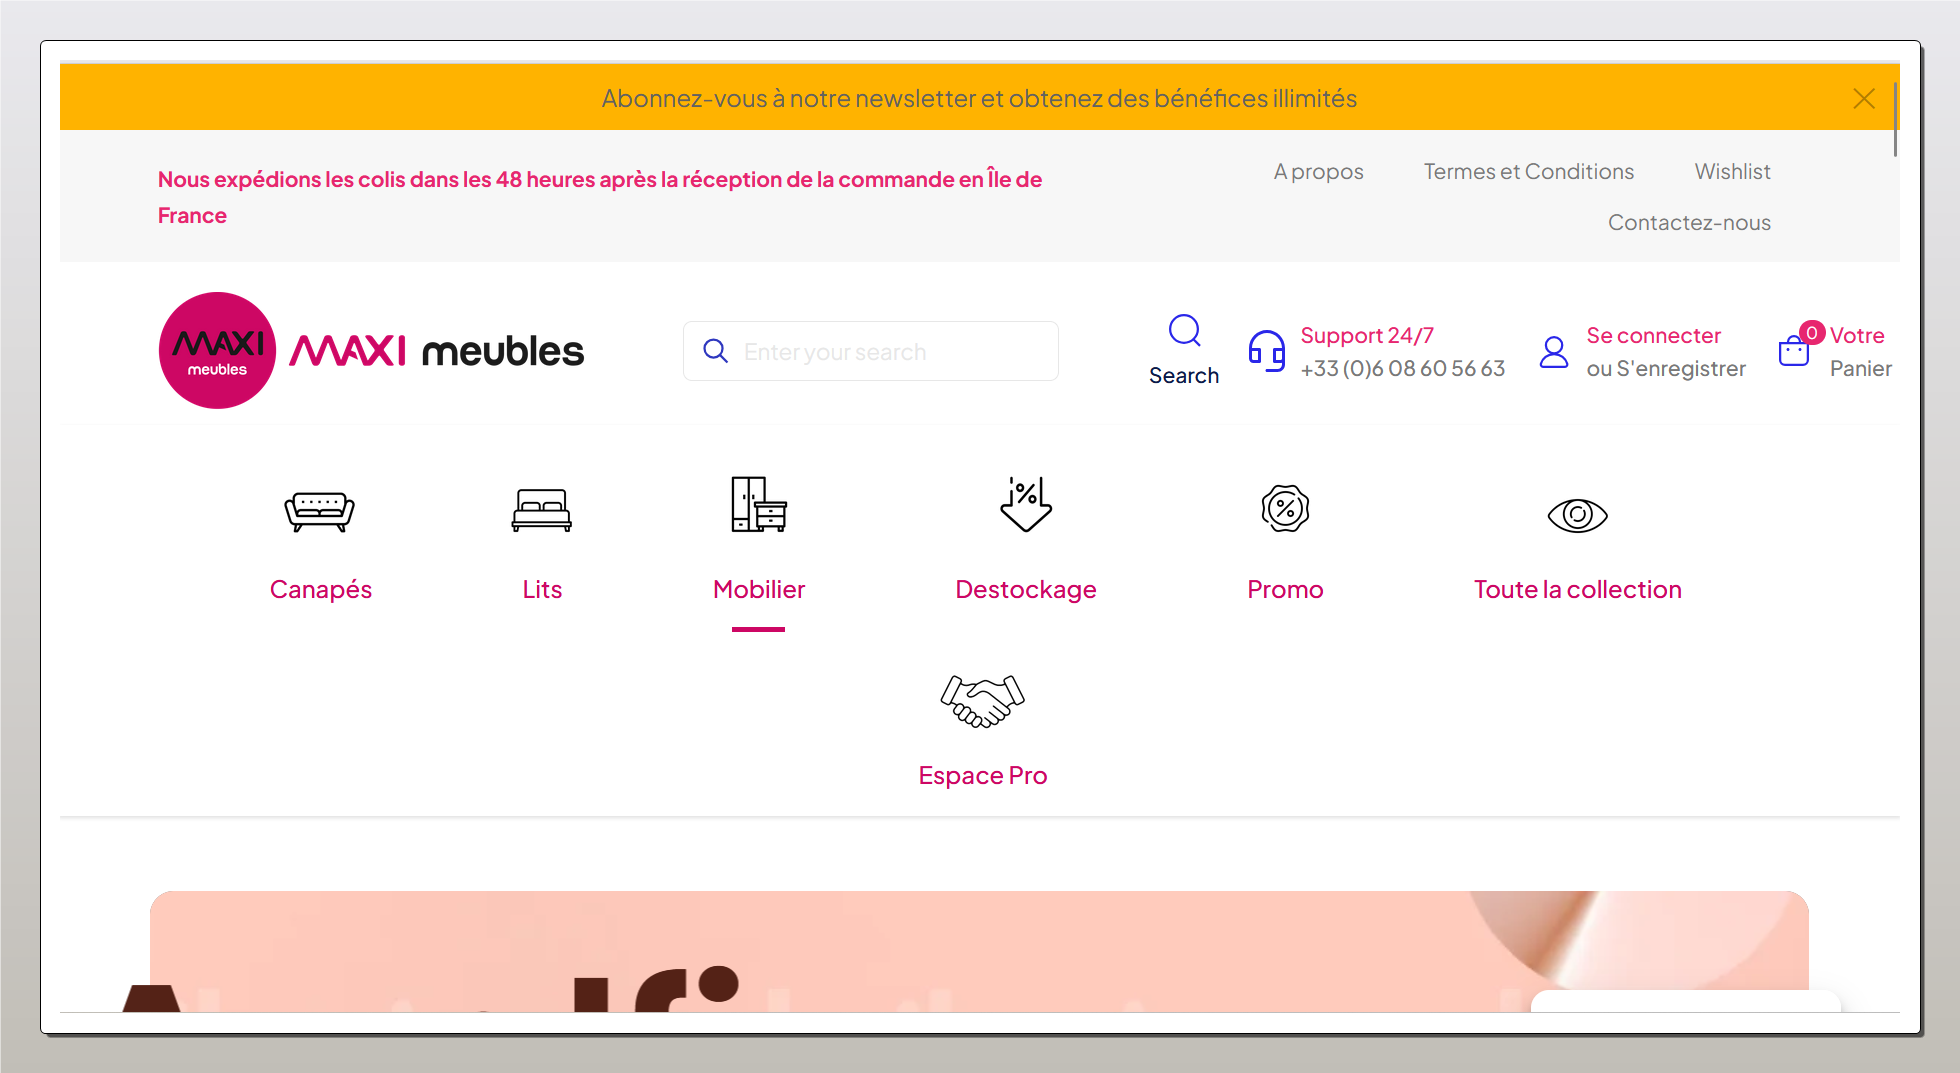 Abonnez-vous à notre newsletter et obtenez des bénéfices illimités
Nous expédions les colis dans les 48 heures après la réception de la commande en Île de
France
A propos
Termes et Conditions
Wishlist
Contactez-nous
MAXI
meubles
MAXI meubles
Enter your search
Search
Support 24/7
+33 (0)6 08 60 56 63
Se connecter
ou S'enregistrer
0
Votre
Panier
Canapés
Lits
Mobilier
Destockage
Promo
Toute la collection
Espace Pro